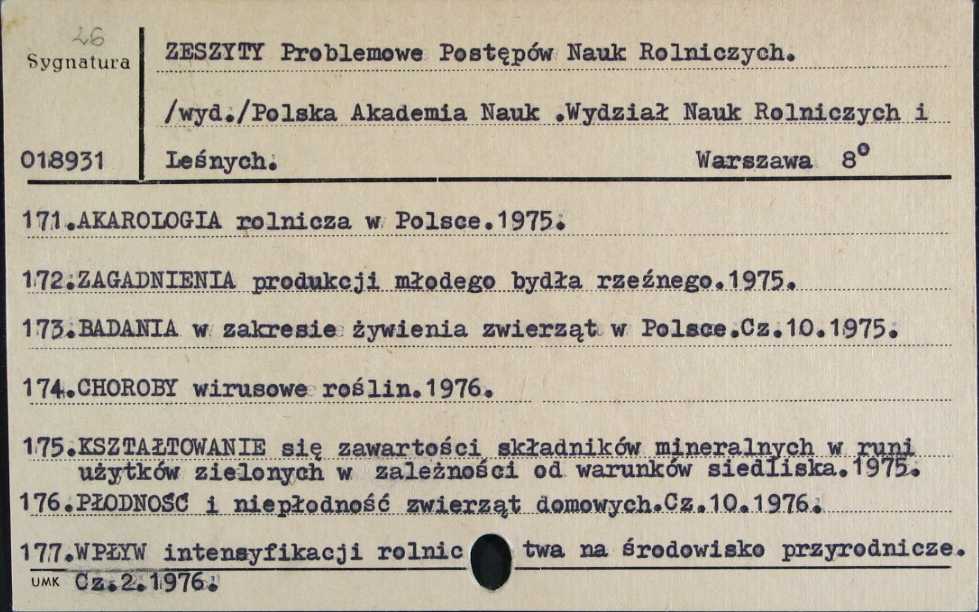 26
Sygnatura
ZESZYTY Problemowe Postępów Nauk Rolniczych.
/wyd./Polska Akademia Nauk .Wydział Nauk Rolniczych i
018931 Leśnych. Warszawa 8°
171.AKAROLOGIA rolnicza w Polsce.1975.
172.ZAGADNIENIA produkcji młodego bydła rzeźnego.1975.
173.BADANIA w zakresie żywienia zwierząt w Polsce.Cz.10.1975.
174.CHOROBY wirusowe roślin.1976.
175.KSZTAŁTOWANIE się zawartości składników mineralnych w runi
użytków zielonych w zależności od warunków siedliska.1975.
176.PŁODNOŚĆ i niepłodność zwierząt domowych.Cz.10.1976.
177.WPŁYW intensyfikacji rolnic twa na środowisko przyrodnicze.
UMK Cz.2.1976.